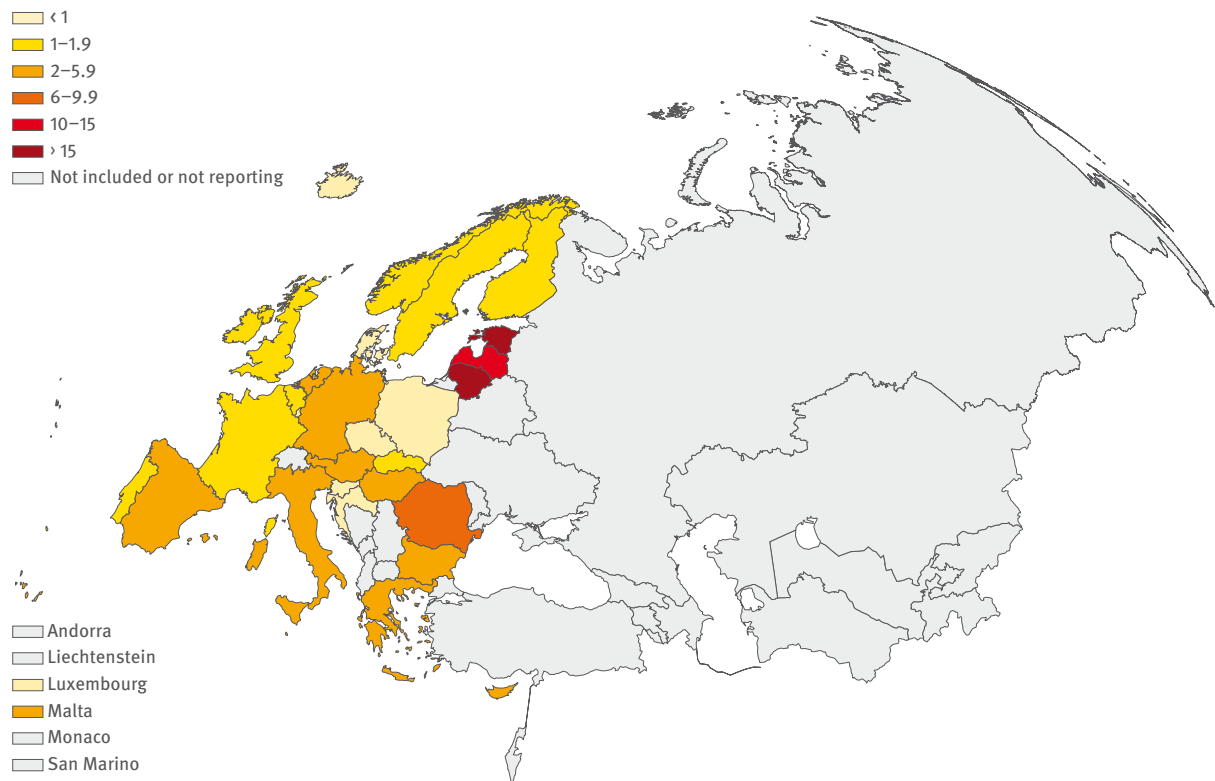 ‹ 1
1–1.9
2–5.9
6–9.9
10–15
› 15
Not included or not reporting
Andorra
Liechtenstein
Luxembourg
Malta
Monaco
San Marino